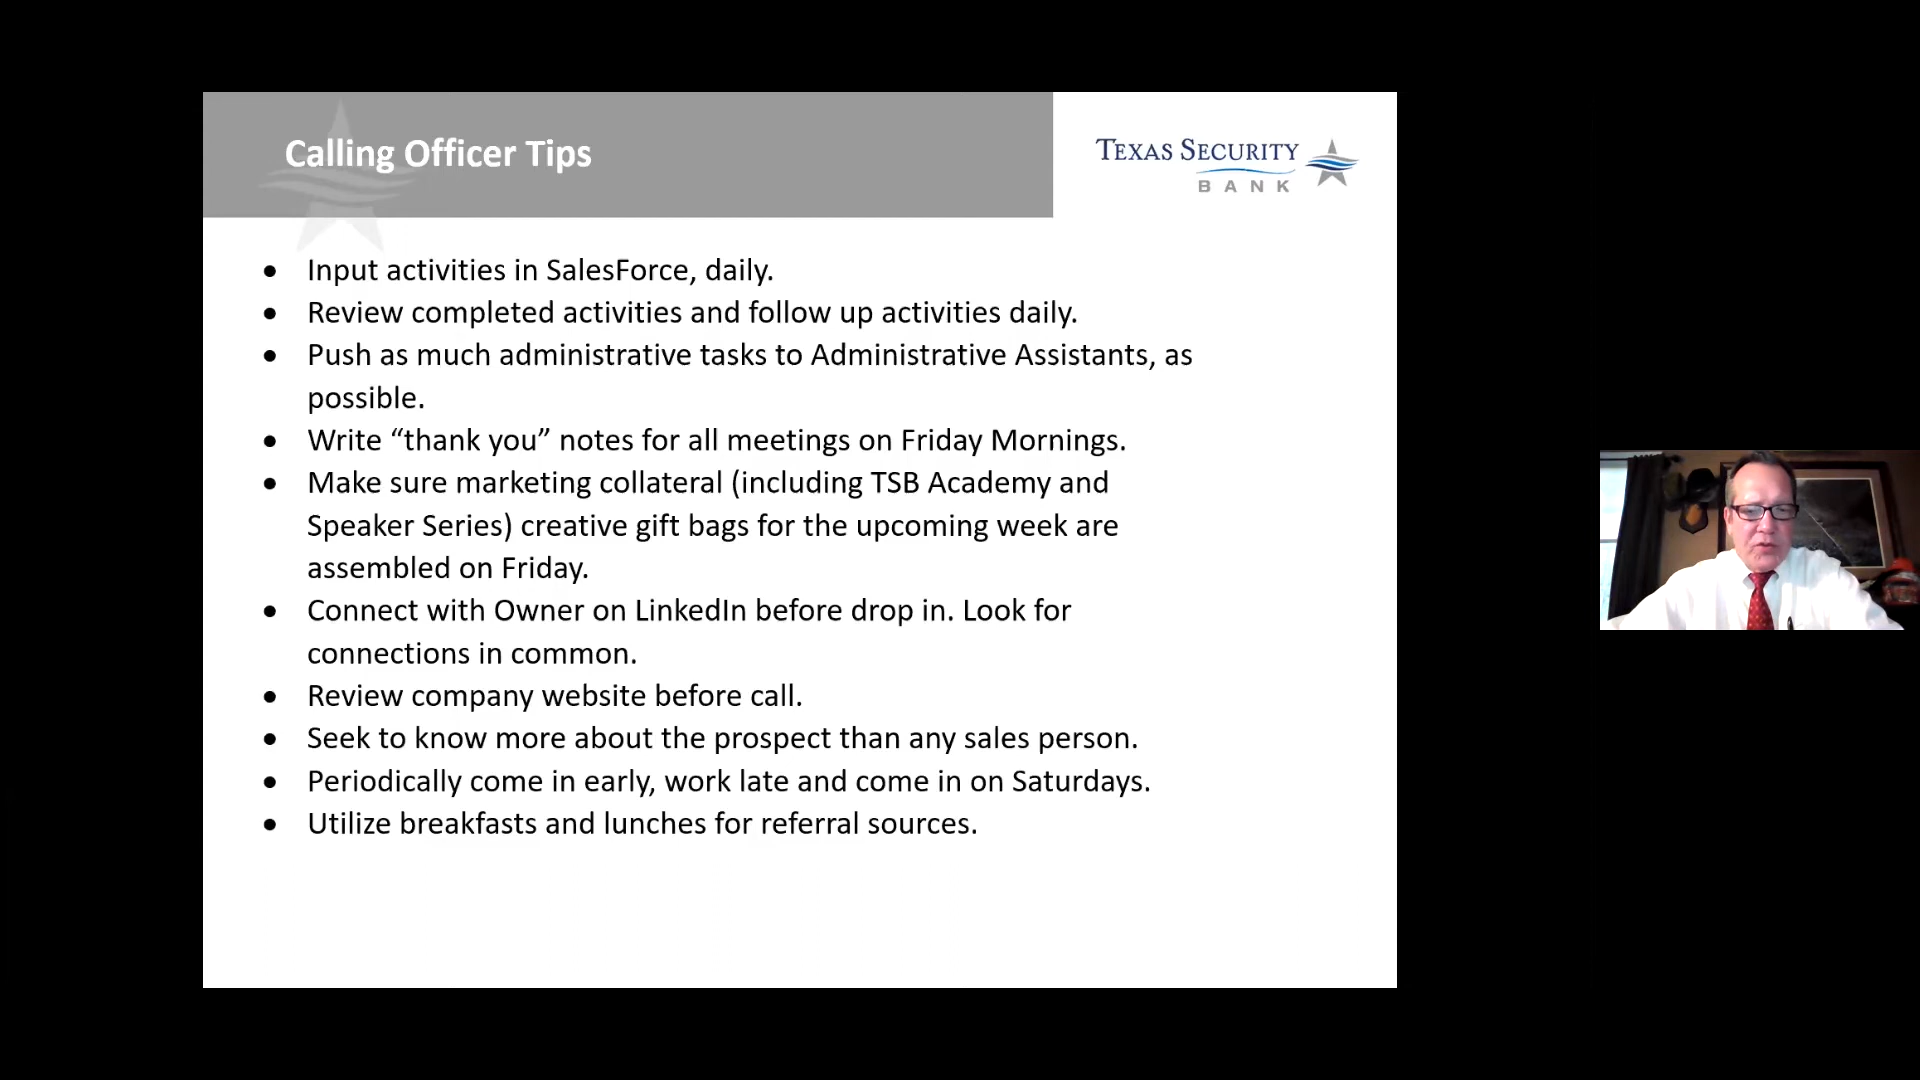 Calling Officer Tips
TEXAS SECURITY
BANK
• Input activities in SalesForce, daily.
• Review completed activities and follow up activities daily.
• Push as much administrative tasks to Administrative Assistants, as
possible.
• Write “thank you” notes for all meetings on Friday Mornings.
• Make sure marketing collateral (including TSB Academy and
Speaker Series) creative gift bags for the upcoming week are
assembled on Friday.
• Connect with Owner on LinkedIn before drop in. Look for
connections in common.
• Review company website before call.
• Seek to know more about the prospect than any sales person.
• Periodically come in early, work late and come in on Saturdays.
• Utilize breakfasts and lunches for referral sources.